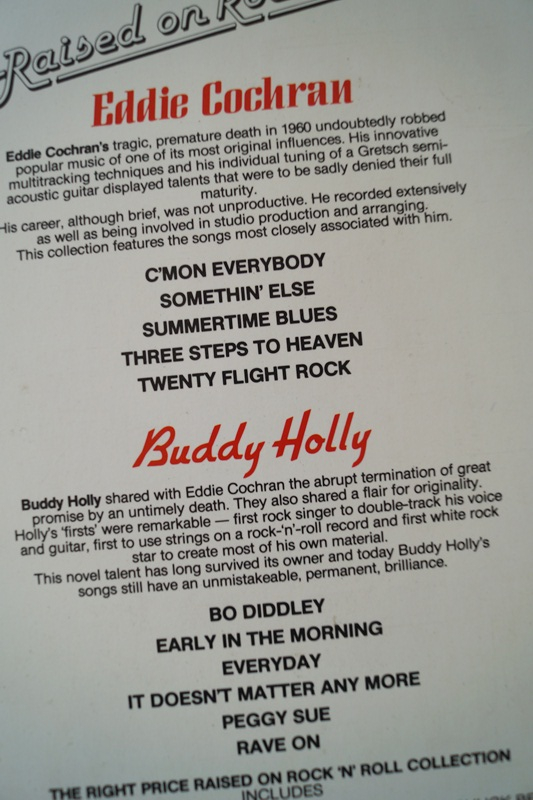 Raised on Ro
Eddie Cochran
Eddie Cochran's tragic, premature death in 1960 undoubtedly robbed
popular music of one of its most original influences. His innovative
multitracking techniques and his individual tuning of a Gretsch semi-
acoustic guitar displayed talents that were to be sadly denied their full
maturity.
His career, although brief, was not unproductive. He recorded extensively
as well as being involved in studio production and arranging.
This collection features the songs most closely associated with him.
C'MON EVERYBODY
SOMETHIN' ELSE
SUMMERTIME BLUES
THREE STEPS TO HEAVEN
TWENTY FLIGHT ROCK
Buddy Holly
Buddy Holly shared with Eddie Cochran the abrupt termination of great
promise by an untimely death. They also shared a flair for originality.
Holly's 'firsts' were remarkable — first rock singer to double-track his voice
and guitar, first to use strings on a rock-'n'-roll record and first white rock
star to create most of his own material.
This novel talent has long survived its owner and today Buddy Holly's
songs still have an unmistakeable, permanent, brilliance.
BO DIDDLEY
EARLY IN THE MORNING
EVERYDAY
IT DOESN'T MATTER ANY MORE
PEGGY SUE
RAVE ON
THE RIGHT PRICE RAISED ON ROCK 'N' ROLL COLLECTION
INCLUDES